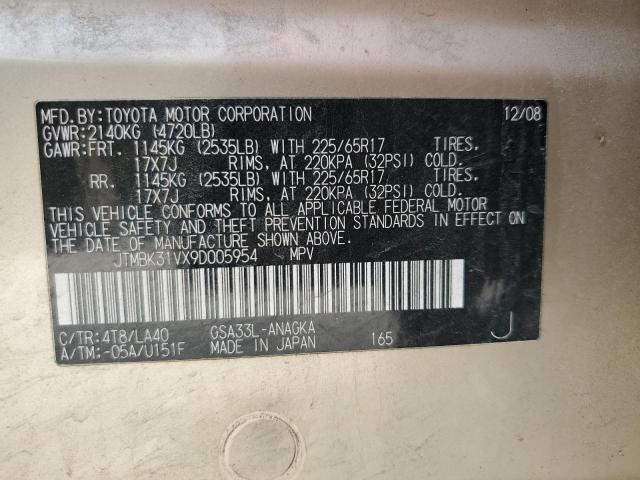 MFD.BY:TOYOTA MOTOR CORPORATION 12/08
GVWR:2140KG (4720LB)
GAWR:FRT. 1145KG (2535LB) WITH 225/65R17 TIRES.
17X7J RIMS, AT 220KPA (32PSI) COLD.
RR. 1145KG (2535LB) WITH 225/65R17 TIRES.
17X7J RIMS, AT 220KPA (32PSI) COLD.
THIS VEHICLE CONFORMS TO ALL APPLICABLE FEDERAL MOTOR
VEHICLE SAFETY AND THEFT PREVENTION STANDARDS IN EFFECT ON
THE DATE OF MANUFACTURE SHOWN ABOVE.
JTMBK31VX9D005954 MPV
C/TR:4T8/LA40 GSA33L-ANAGKA 165 J
A/TM:-05A/U151F MADE IN JAPAN